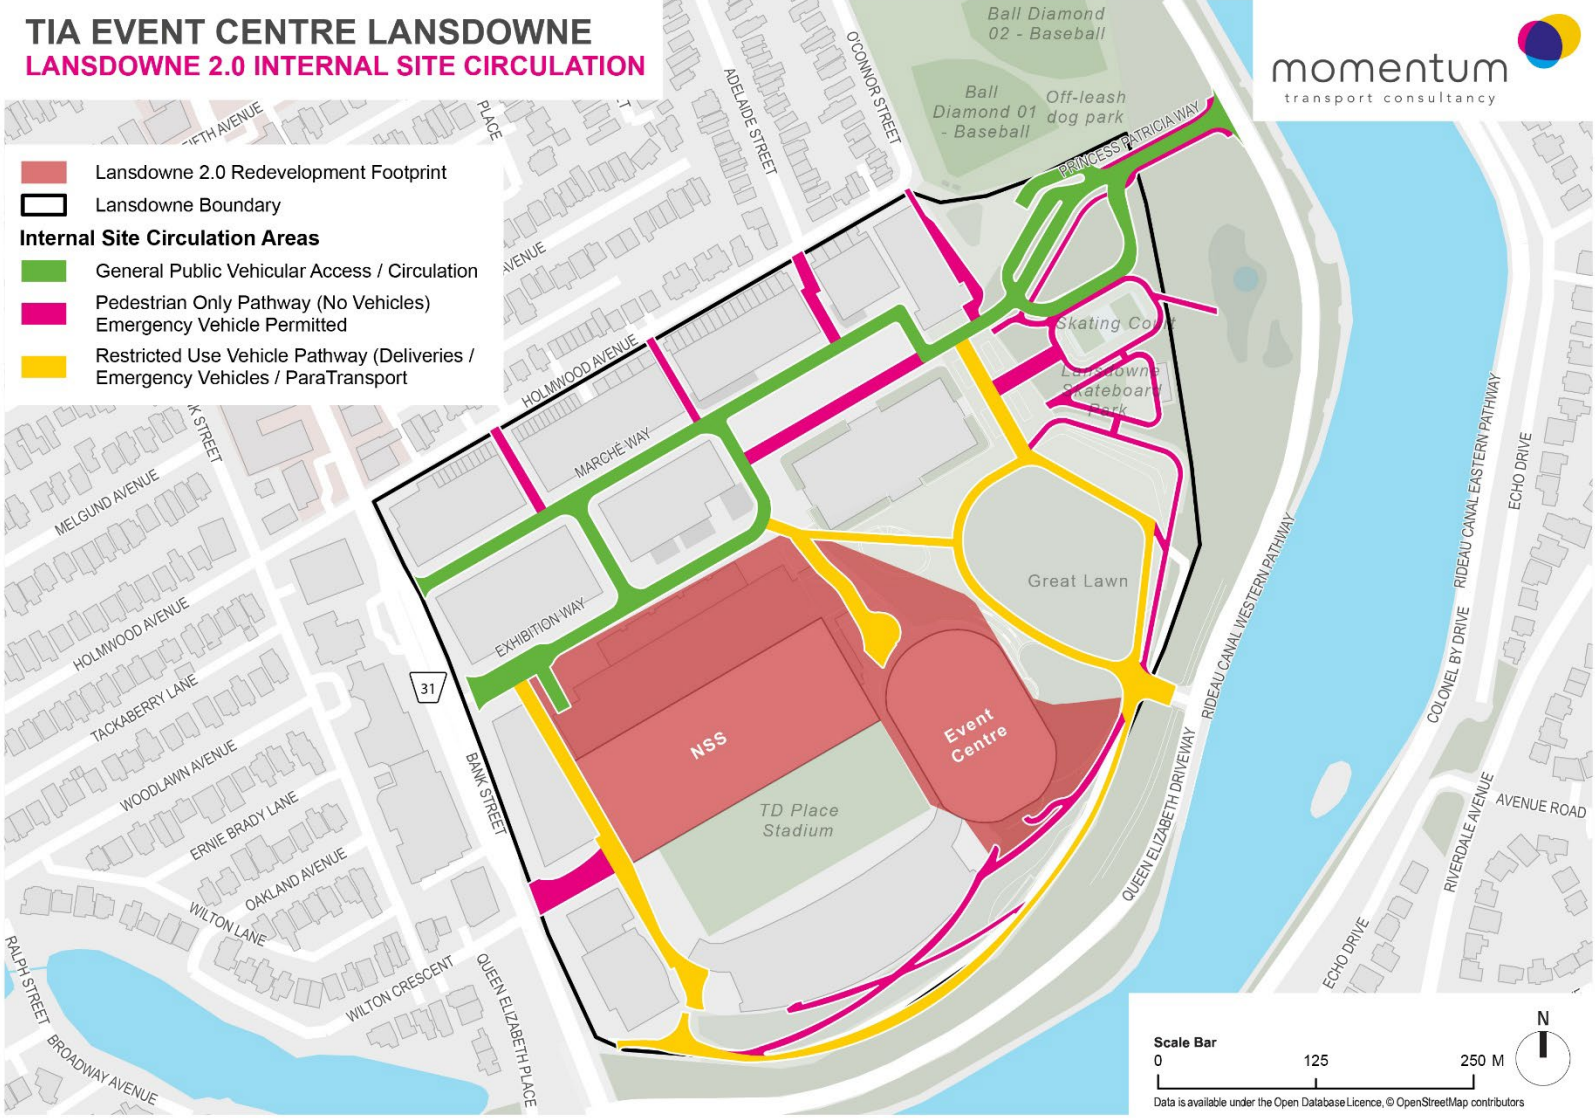 TIA EVENT CENTRE LANSDOWNE
LANSDOWNE 2.0 INTERNAL SITE CIRCULATION
momentum
transport consultancy
Lansdowne 2.0 Redevelopment Footprint
Lansdowne Boundary
Internal Site Circulation Areas
General Public Vehicular Access / Circulation
Pedestrian Only Pathway (No Vehicles)
Emergency Vehicle Permitted
Restricted Use Vehicle Pathway (Deliveries /
Emergency Vehicles / ParaTransport
Ball Diamond
02 - Baseball
Ball
Diamond 01
- Baseball
Off-leash
dog park
PRINCESS PATRICIA WAY
O'CONNOR STREET
ADELAIDE STREET
PLACE
FIFTH AVENUE
AVENUE
HOLMWOOD AVENUE
MARCHÉ WAY
EXHIBITION WAY
Skating Court
Lansdowne
Skateboard
Park
Great Lawn
NSS
Event
Centre
TD Place
Stadium
31
BANK STREET
NK STREET
MELGUND AVENUE
HOLMWOOD AVENUE
TACKABERRY LANE
WOODLAWN AVENUE
ERNIE BRADY LANE
OAKLAND AVENUE
WILTON LANE
WILTON CRESCENT
RALPH STREET
BROADWAY AVENUE
QUEEN ELIZABETH PLACE
QUEEN ELIZABETH DRIVEWAY
RIDEAU CANAL WESTERN PATHWAY
RIDEAU CANAL EASTERN PATHWAY
COLONEL BY DRIVE
ECHO DRIVE
ECHO DRIVE
RIVERDALE AVENUE
AVENUE ROAD
Scale Bar
0 125 250 M
N
Data is available under the Open Database Licence, © OpenStreetMap contributors